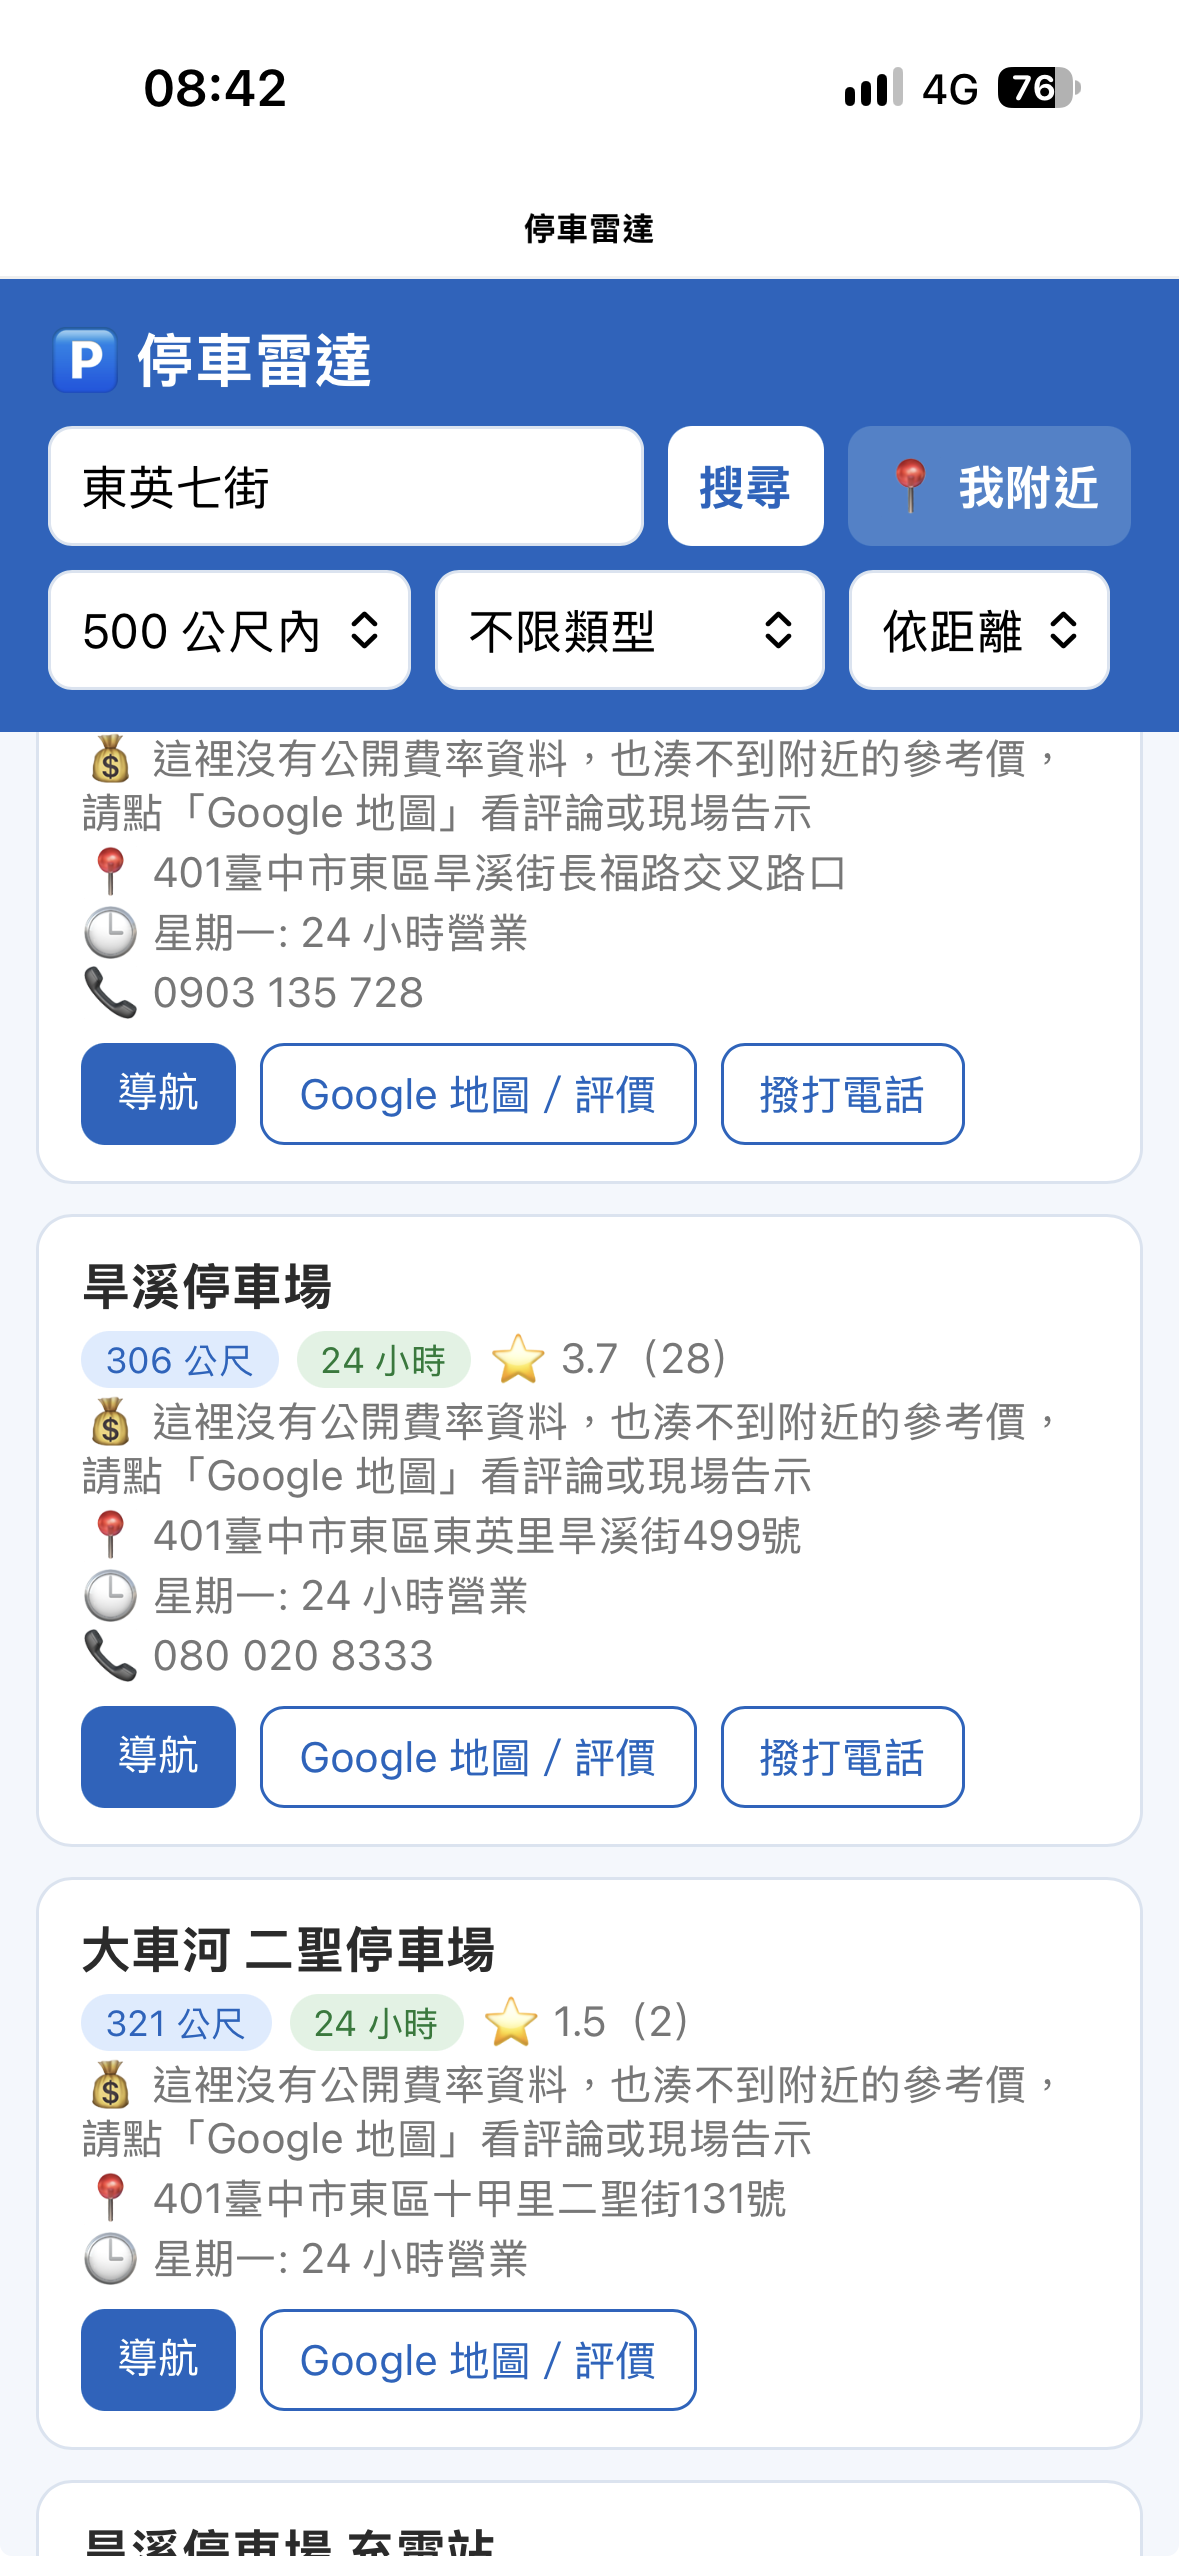 08:42
4G 76
停車雷達
P 停車雷達
東英七街 搜尋 📍 我附近
500 公尺內 不限類型 依距離
💰 這裡沒有公開費率資料，也湊不到附近的參考價，
請點「Google 地圖」看評論或現場告示
📍 401臺中市東區旱溪街長福路交叉路口
🕒 星期一: 24 小時營業
📞 0903 135 728
導航 Google 地圖 / 評價 撥打電話
旱溪停車場
306 公尺 24 小時 ⭐ 3.7（28）
💰 這裡沒有公開費率資料，也湊不到附近的參考價，
請點「Google 地圖」看評論或現場告示
📍 401臺中市東區東英里旱溪街499號
🕒 星期一: 24 小時營業
📞 080 020 8333
導航 Google 地圖 / 評價 撥打電話
大車河 二聖停車場
321 公尺 24 小時 ⭐ 1.5（2）
💰 這裡沒有公開費率資料，也湊不到附近的參考價，
請點「Google 地圖」看評論或現場告示
📍 401臺中市東區十甲里二聖街131號
🕒 星期一: 24 小時營業
導航 Google 地圖 / 評價
旱溪停車場 充電站